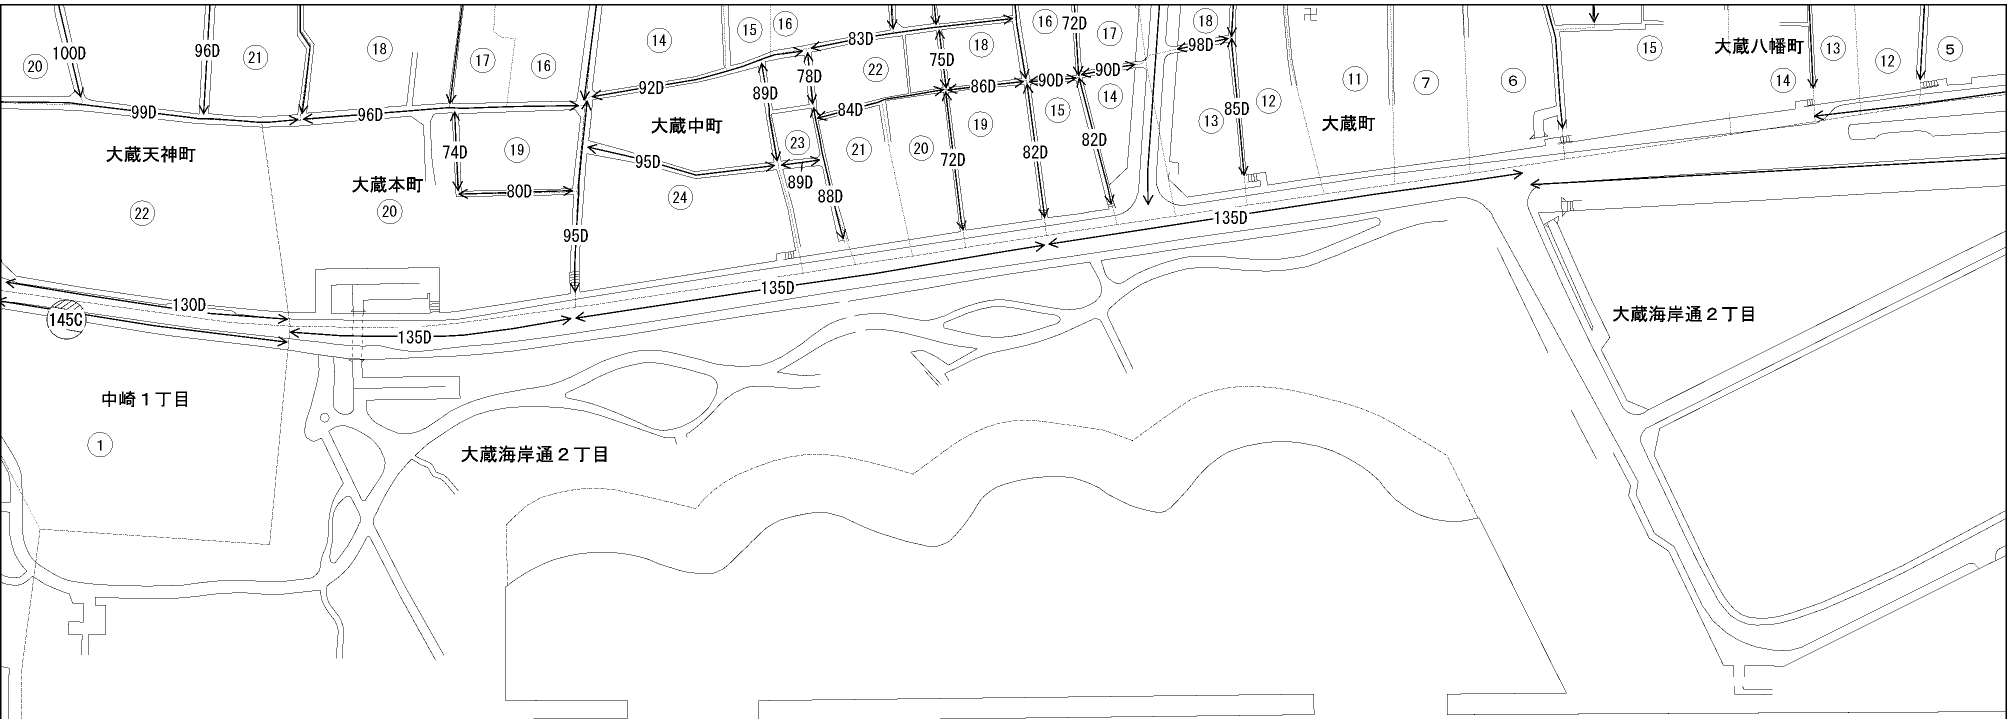 100D
20
96D
21
18
17
16
14
15
16
83D
75D
18
16
72D
17
18
98D
12
11
7
6
15
大蔵八幡町
14
13
12
5
99D
96D
92D
89D
78D
22
84D
86D
90D
90D
15
14
13
85D
大蔵町
大蔵天神町
74D
19
大蔵中町
95D
23
89D
21
20
72D
19
82D
82D
大蔵本町
20
80D
24
88D
22
95D
135D
130D
135D
145C
135D
大蔵海岸通2丁目
中崎1丁目
1
大蔵海岸通2丁目